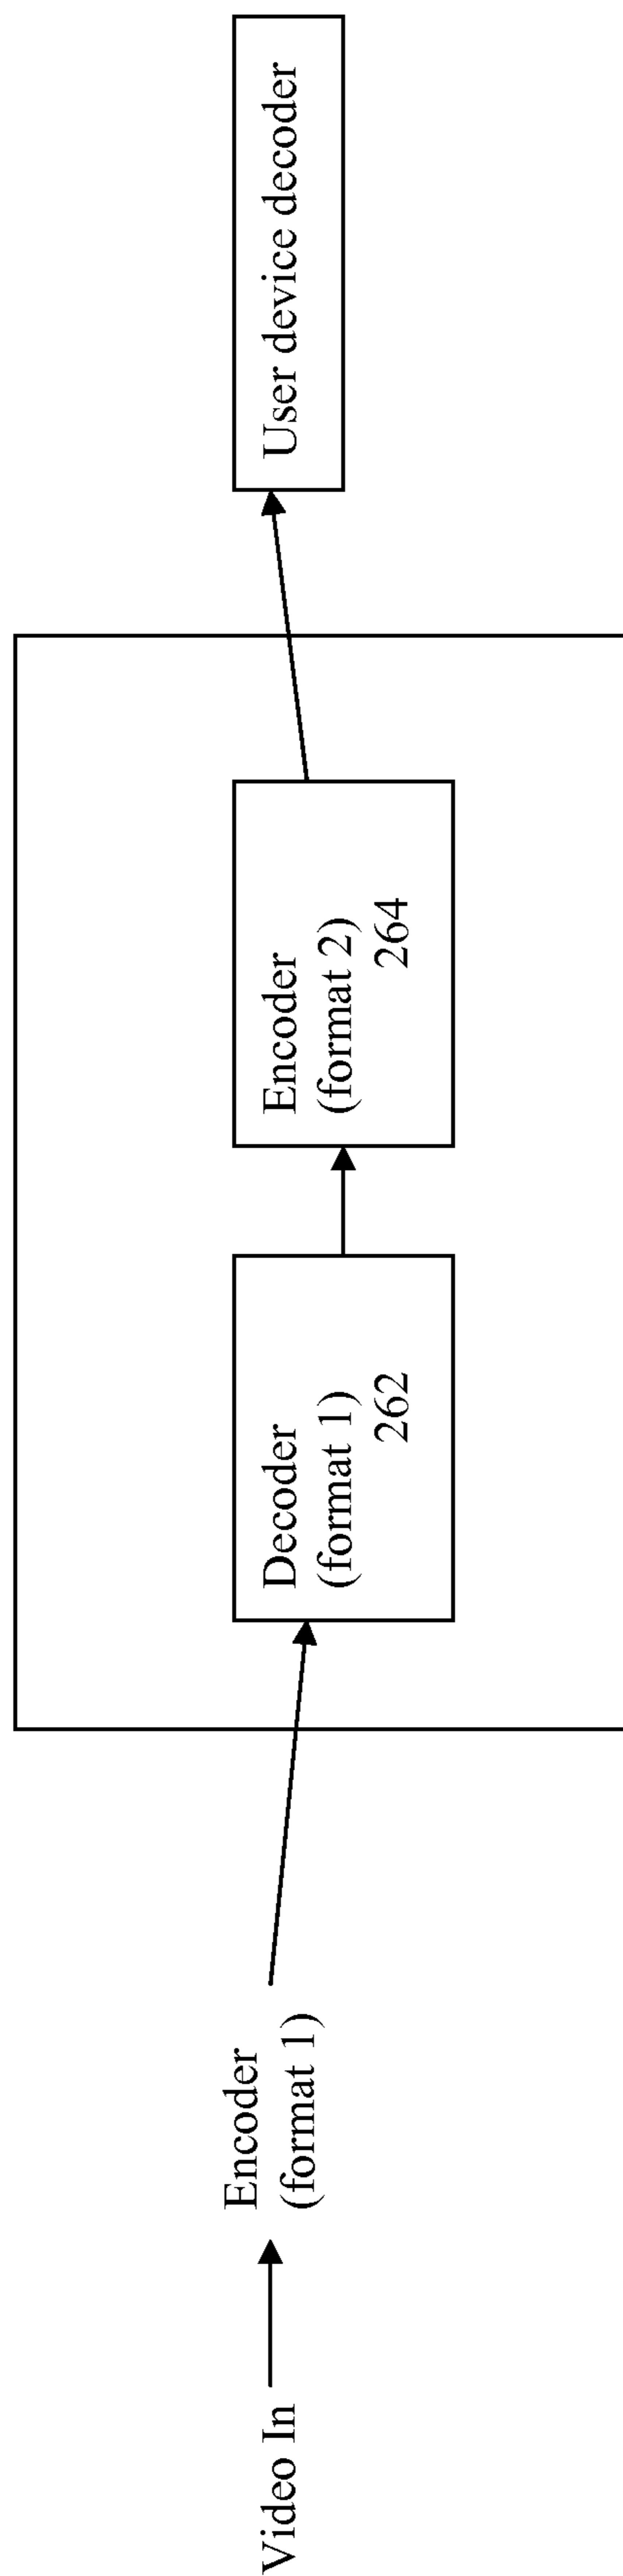 Video In
Encoder
(format 1)
Decoder
(format 1)
262
Encoder
(format 2)
264
User device decoder